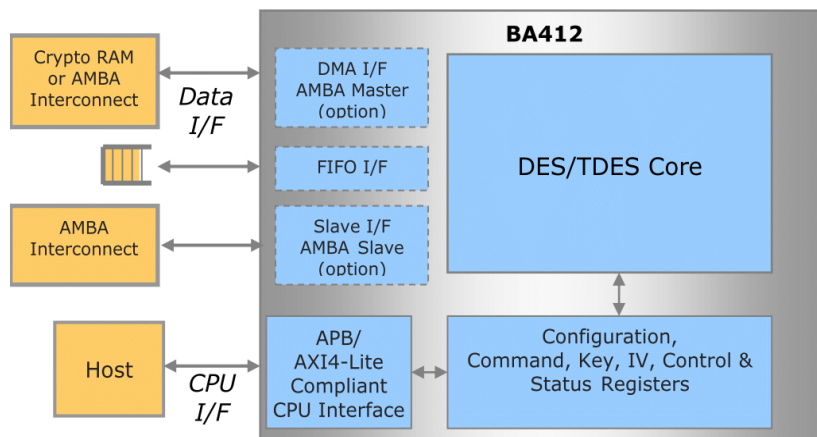 BA412
Crypto RAM
or AMBA
Interconnect
Data
I/F
DMA I/F
AMBA Master
(option)
DES/TDES Core
FIFO I/F
AMBA
Interconnect
Slave I/F
AMBA Slave
(option)
Host
CPU
I/F
APB/
AXI4-Lite
Compliant
CPU Interface
Configuration,
Command, Key, IV, Control &
Status Registers